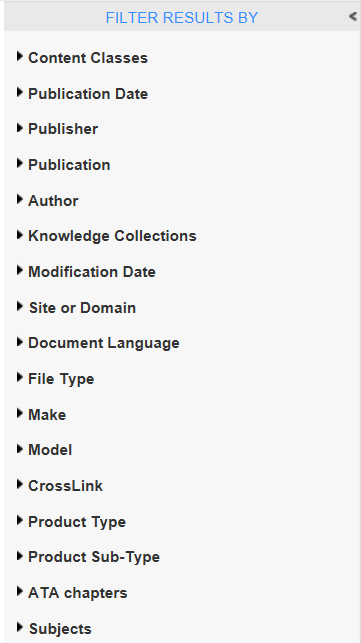 FILTER RESULTS BY
Content Classes
Publication Date
Publisher
Publication
Author
Knowledge Collections
Modification Date
Site or Domain
Document Language
File Type
Make
Model
CrossLink
Product Type
Product Sub-Type
ATA chapters
Subjects